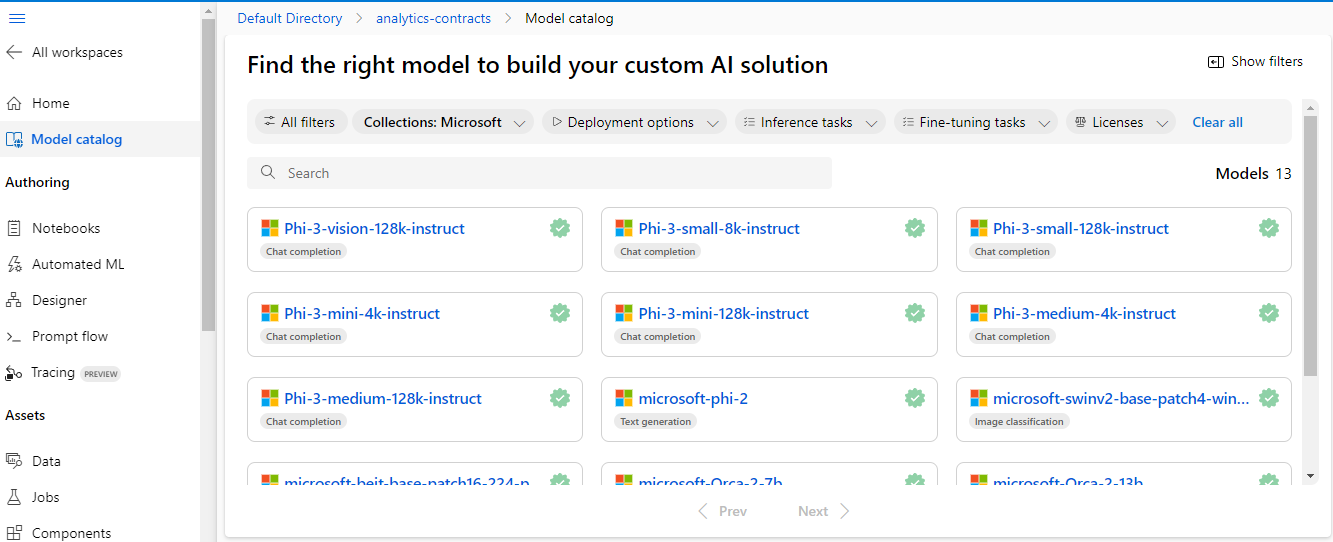 Default Directory > analytics-contracts > Model catalog
All workspaces
Home
Model catalog
Authoring
Notebooks
Automated ML
Designer
Prompt flow
Tracing PREVIEW
Assets
Data
Jobs
Components
Find the right model to build your custom AI solution
Show filters
All filters Collections: Microsoft Deployment options Inference tasks Fine-tuning tasks Licenses Clear all
Search
Models 13
Phi-3-vision-128k-instruct
Chat completion
Phi-3-small-8k-instruct
Chat completion
Phi-3-small-128k-instruct
Chat completion
Phi-3-mini-4k-instruct
Chat completion
Phi-3-mini-128k-instruct
Chat completion
Phi-3-medium-4k-instruct
Chat completion
Phi-3-medium-128k-instruct
Chat completion
microsoft-phi-2
Text generation
microsoft-swinv2-base-patch4-win...
Image classification
microsoft-beit-base-patch16-224-p...
microsoft-Orca-2-7b
microsoft-Orca-2-13b
Prev Next